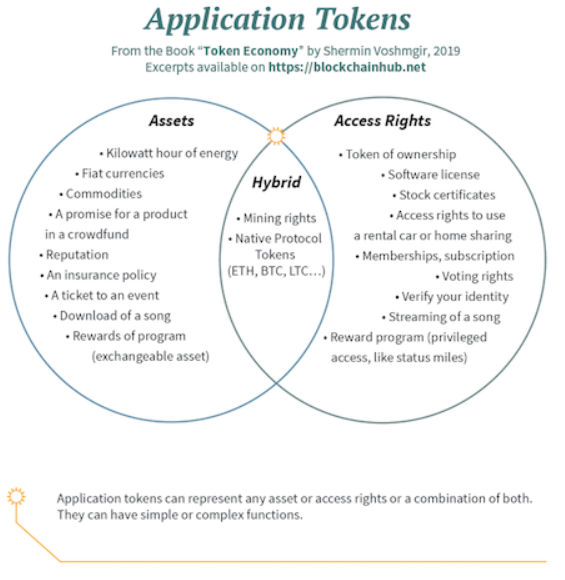 Application Tokens
From the Book “Token Economy” by Shermin Voshmgir, 2019
Excerpts available on https://blockchainhub.net
Assets
• Kilowatt hour of energy
• Fiat currencies
• Commodities
• A promise for a product
in a crowdfund
• Reputation
• An insurance policy
• A ticket to an event
• Download of a song
• Rewards of program
(exchangeable asset)
Hybrid
• Mining rights
• Native Protocol
Tokens
(ETH, BTC, LTC...)
Access Rights
• Token of ownership
• Software license
• Stock certificates
• Access rights to use
a rental car or home sharing
• Memberships, subscription
• Voting rights
• Verify your identity
• Streaming of a song
• Reward program (privileged
access, like status miles)
Application tokens can represent any asset or access rights or a combination of both.
They can have simple or complex functions.